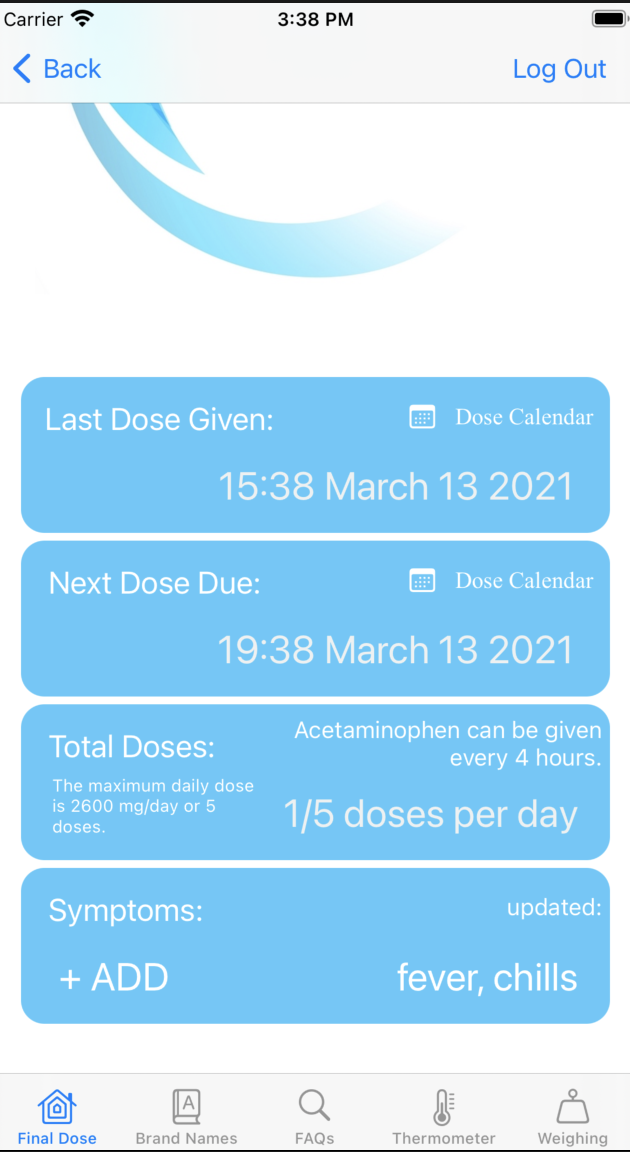 Carrier 3:38 PM
Back Log Out
Last Dose Given: Dose Calendar
15:38 March 13 2021
Next Dose Due: Dose Calendar
19:38 March 13 2021
Acetaminophen can be given
every 4 hours.
Total Doses:
The maximum daily dose
is 2600 mg/day or 5
doses.
1/5 doses per day
Symptoms: updated:
+ ADD fever, chills
A
Final Dose Brand Names FAQs Thermometer Weighing